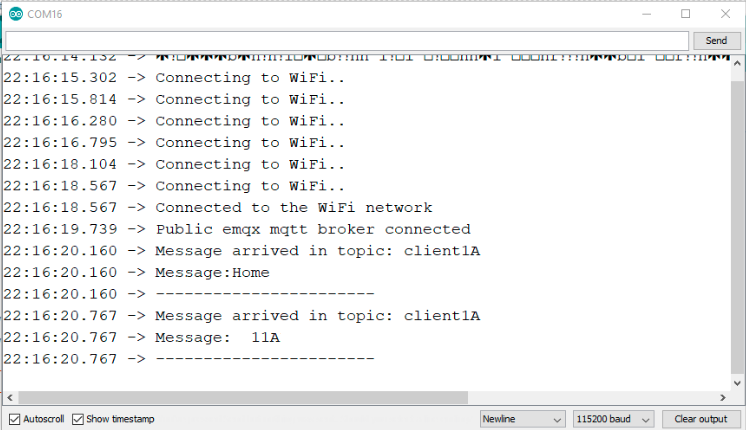 COM16
Send
22:16:14.132 ->
22:16:15.302 -> Connecting to WiFi..
22:16:15.814 -> Connecting to WiFi..
22:16:16.280 -> Connecting to WiFi..
22:16:16.795 -> Connecting to WiFi..
22:16:18.104 -> Connecting to WiFi..
22:16:18.567 -> Connecting to WiFi..
22:16:18.567 -> Connected to the WiFi network
22:16:19.739 -> Public emqx mqtt broker connected
22:16:20.160 -> Message arrived in topic: client1A
22:16:20.160 -> Message:Home
22:16:20.160 -> -----------------------
22:16:20.767 -> Message arrived in topic: client1A
22:16:20.767 -> Message:  11A
22:16:20.767 -> -----------------------
Autoscroll Show timestamp Newline 115200 baud Clear output